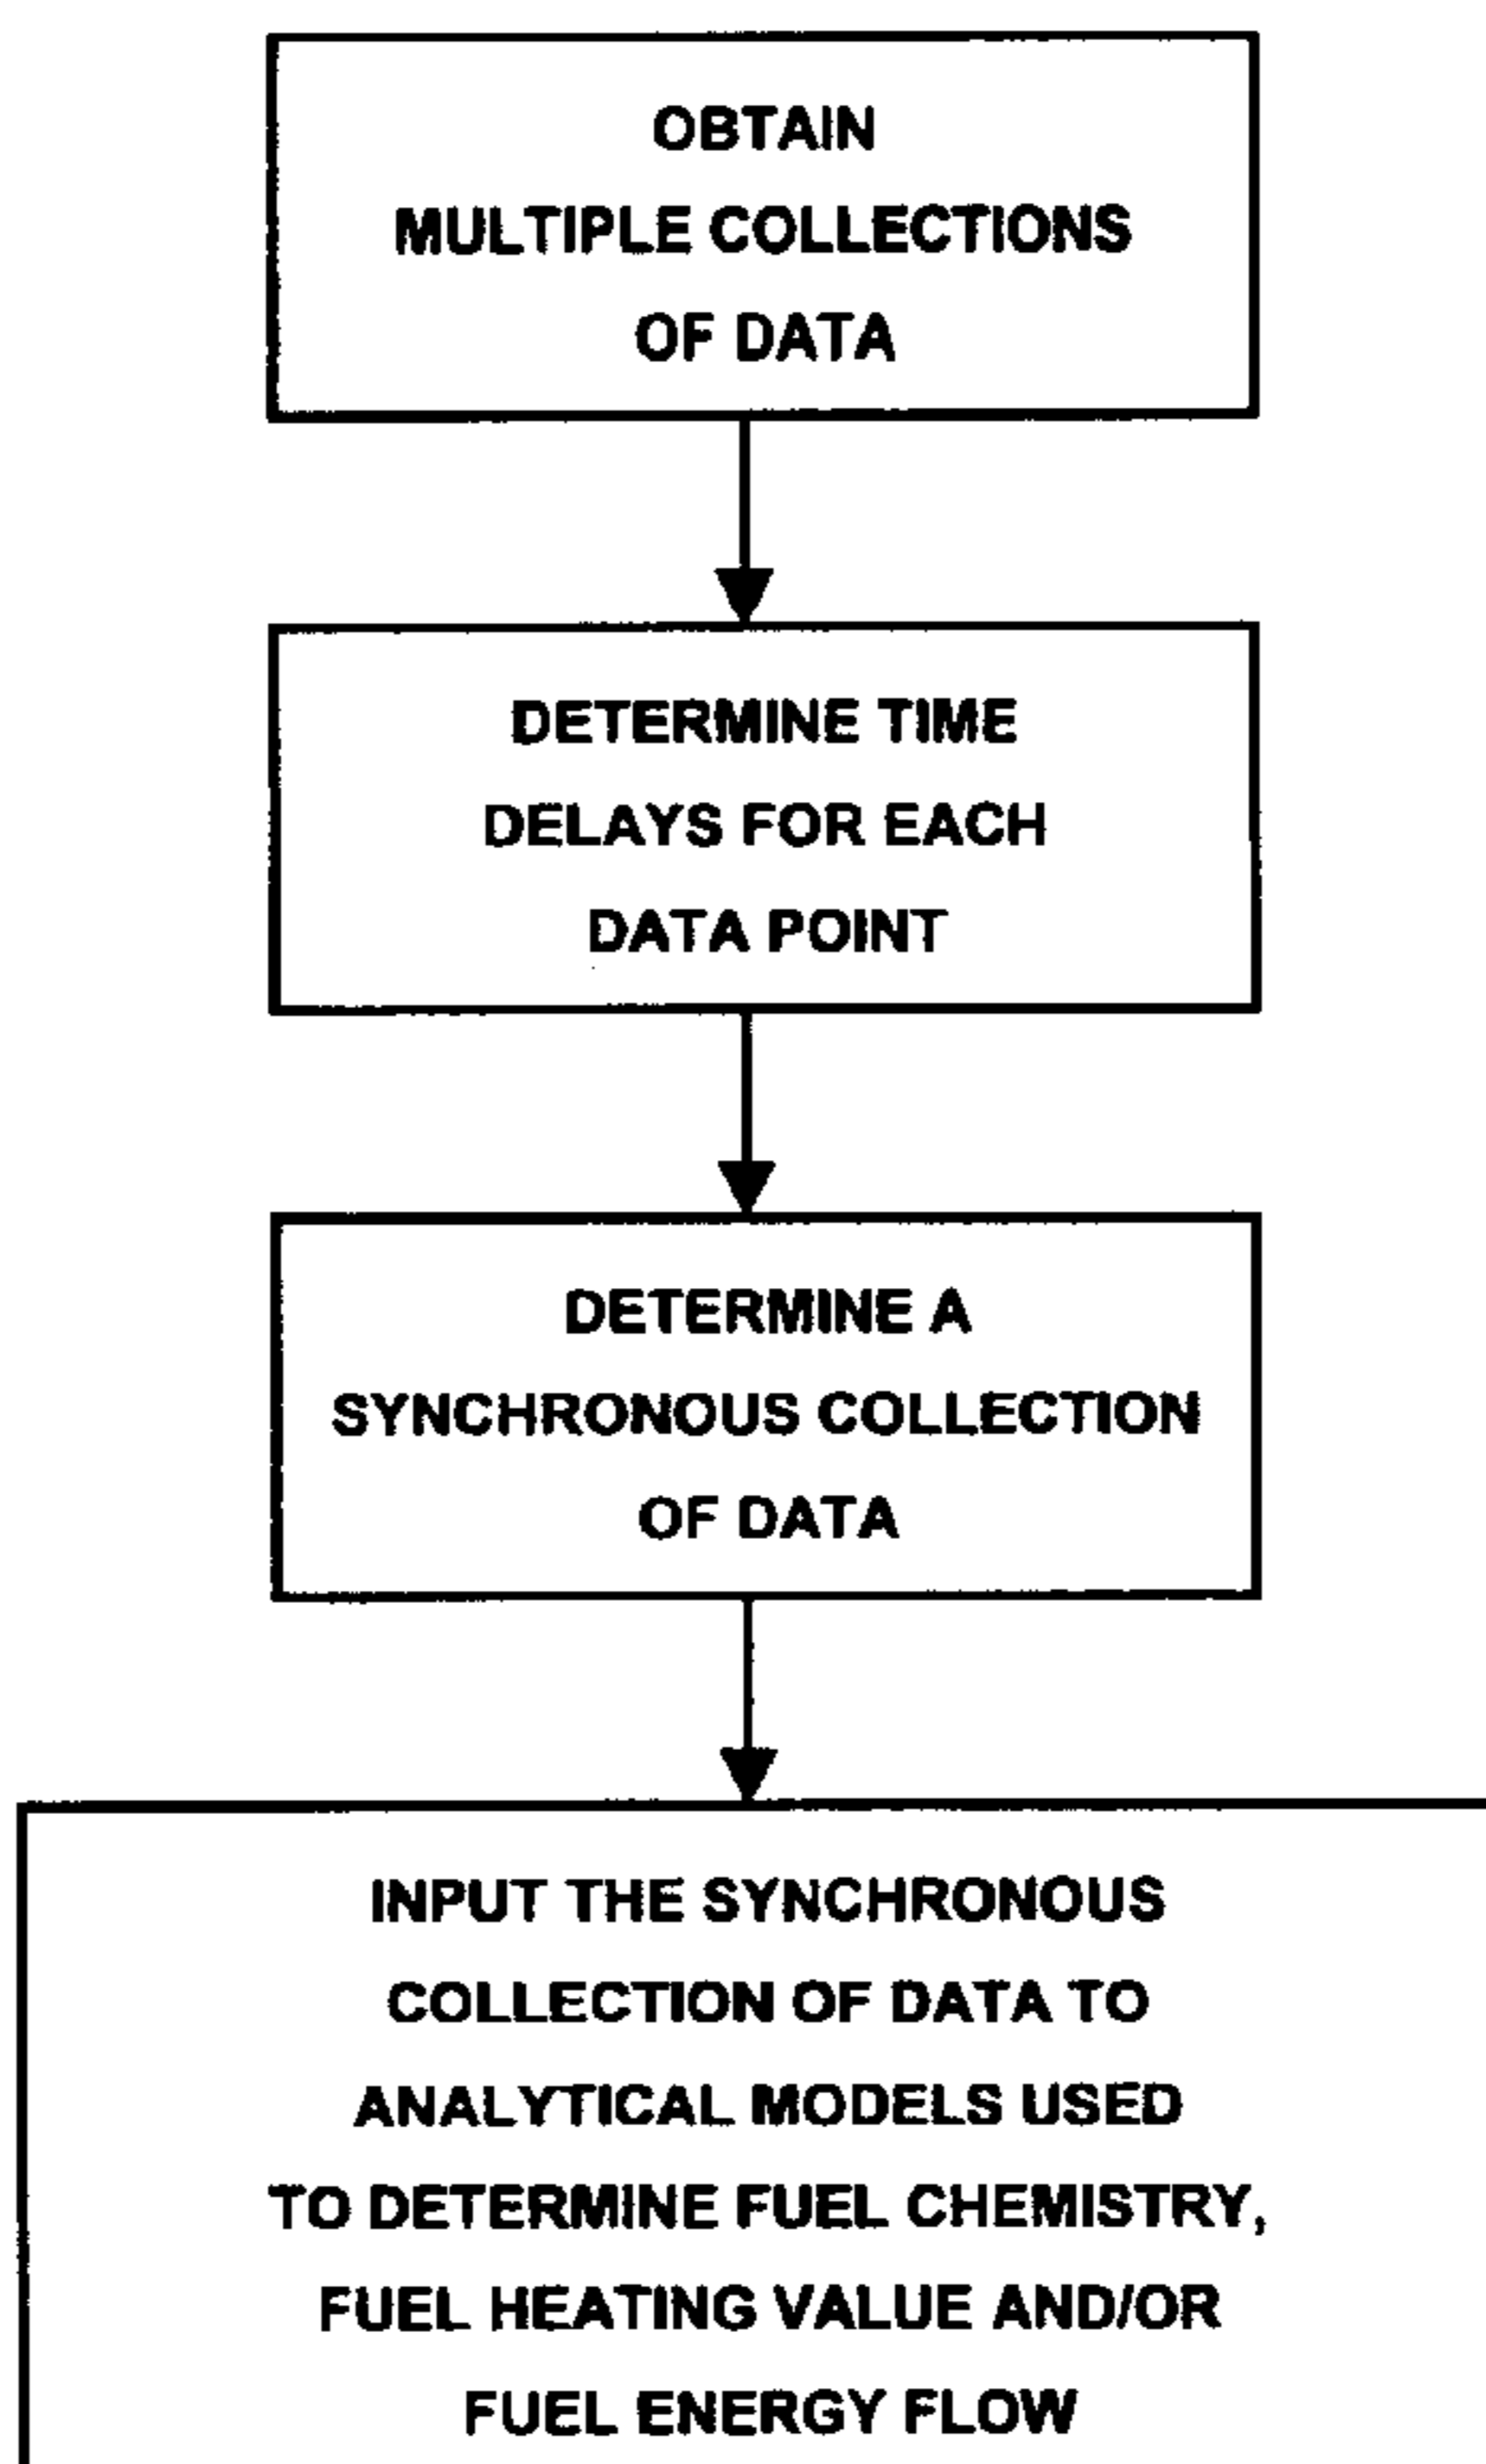 OBTAIN
MULTIPLE COLLECTIONS
OF DATA
DETERMINE TIME
DELAYS FOR EACH
DATA POINT
DETERMINE A
SYNCHRONOUS COLLECTION
OF DATA
INPUT THE SYNCHRONOUS
COLLECTION OF DATA TO
ANALYTICAL MODELS USED
TO DETERMINE FUEL CHEMISTRY,
FUEL HEATING VALUE AND/OR
FUEL ENERGY FLOW